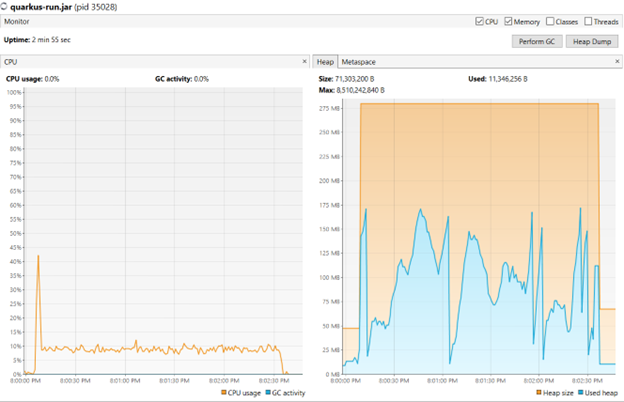 quarkus-run.jar (pid 35028)
Monitor
CPU Memory Classes Threads
Uptime: 2 min 55 sec
Perform GC Heap Dump
CPU ×
CPU usage: 0.0% GC activity: 0.0%
100%
95%
90%
85%
80%
75%
70%
65%
60%
55%
50%
45%
40%
35%
30%
25%
20%
15%
10%
5%
0%
8:00:00 PM 8:00:30 PM 8:01:00 PM 8:01:30 PM 8:02:00 PM 8:02:30 PM
CPU usage GC activity
Heap Metaspace ×
Size: 71,303,200 B Used: 11,346,256 B
Max: 8,510,242,840 B
275 MB
250 MB
225 MB
200 MB
175 MB
150 MB
125 MB
100 MB
75 MB
50 MB
25 MB
0 MB
8:00:00 PM 8:00:30 PM 8:01:00 PM 8:01:30 PM 8:02:00 PM 8:02:30 PM
Heap size Used heap